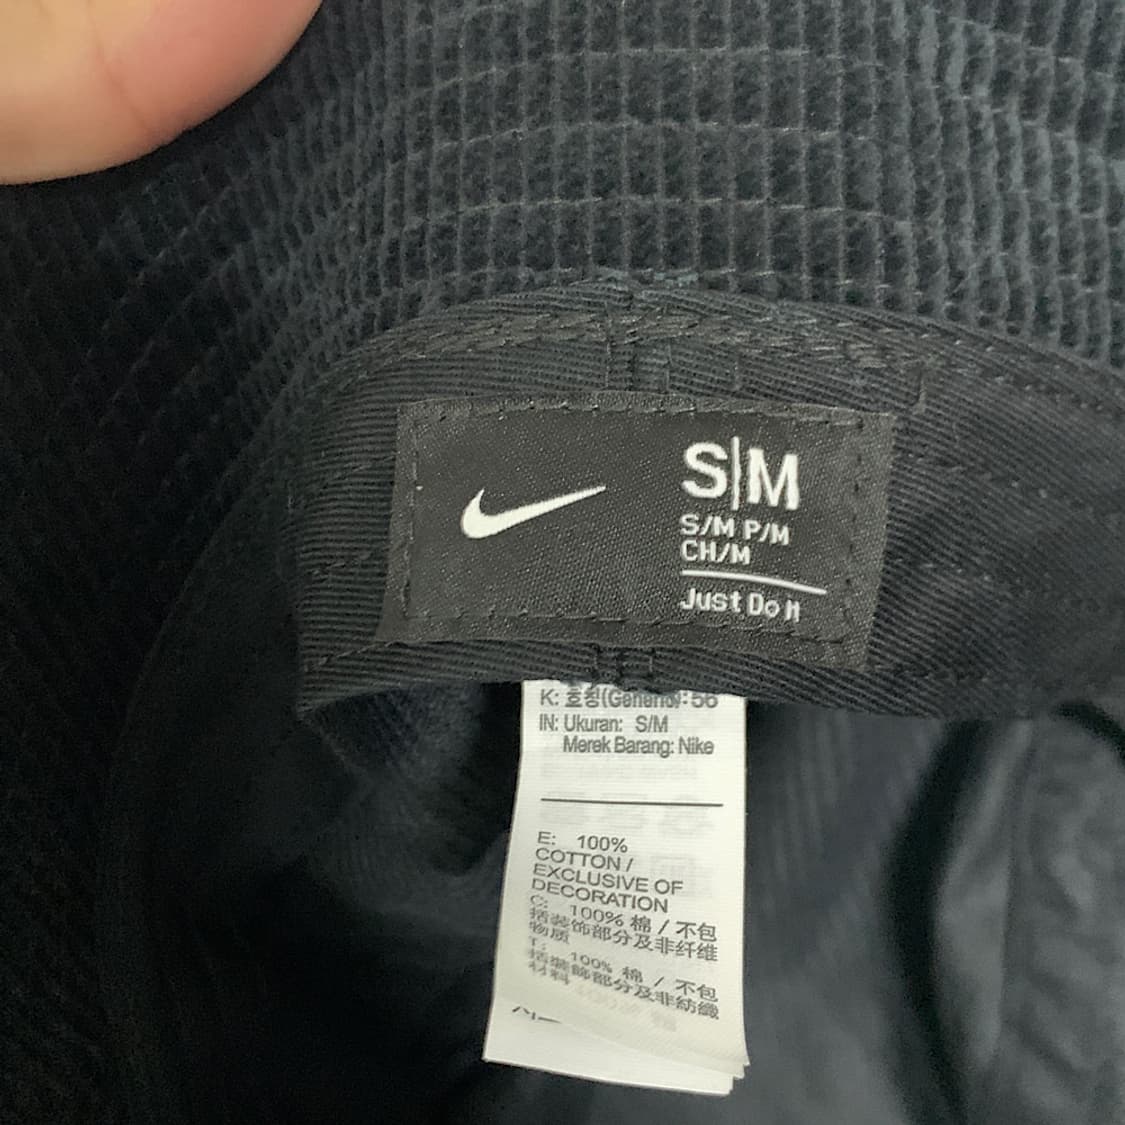 S|M
S/M P/M
CH/M
Just Do It
K: 호칭(Generic): 56
IN: Ukuran: S/M
Merek Barang: Nike
E: 100%
COTTON /
EXCLUSIVE OF
DECORATION
C: 100% 棉 / 不包
括装饰部分及非纤维
物质
T: 100% 棉 / 不包
括裝飾部分及非紡織
材料